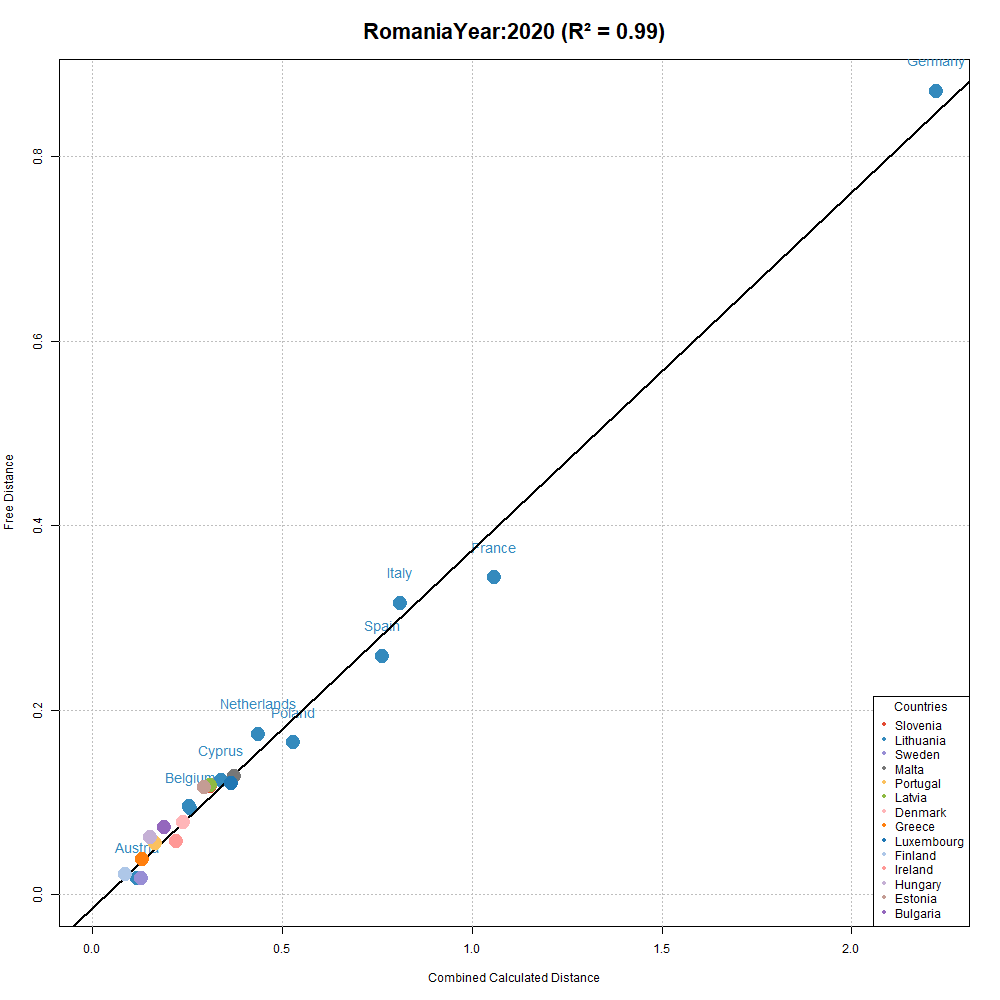 RomaniaYear:2020 (R² = 0.99)
Germany
France
Italy
Spain
Netherlands
Poland
Cyprus
Belgium
Austria
Free Distance
0.0
0.2
0.4
0.6
0.8
0.0
0.5
1.0
1.5
2.0
Combined Calculated Distance
Countries
Slovenia
Lithuania
Sweden
Malta
Portugal
Latvia
Denmark
Greece
Luxembourg
Finland
Ireland
Hungary
Estonia
Bulgaria